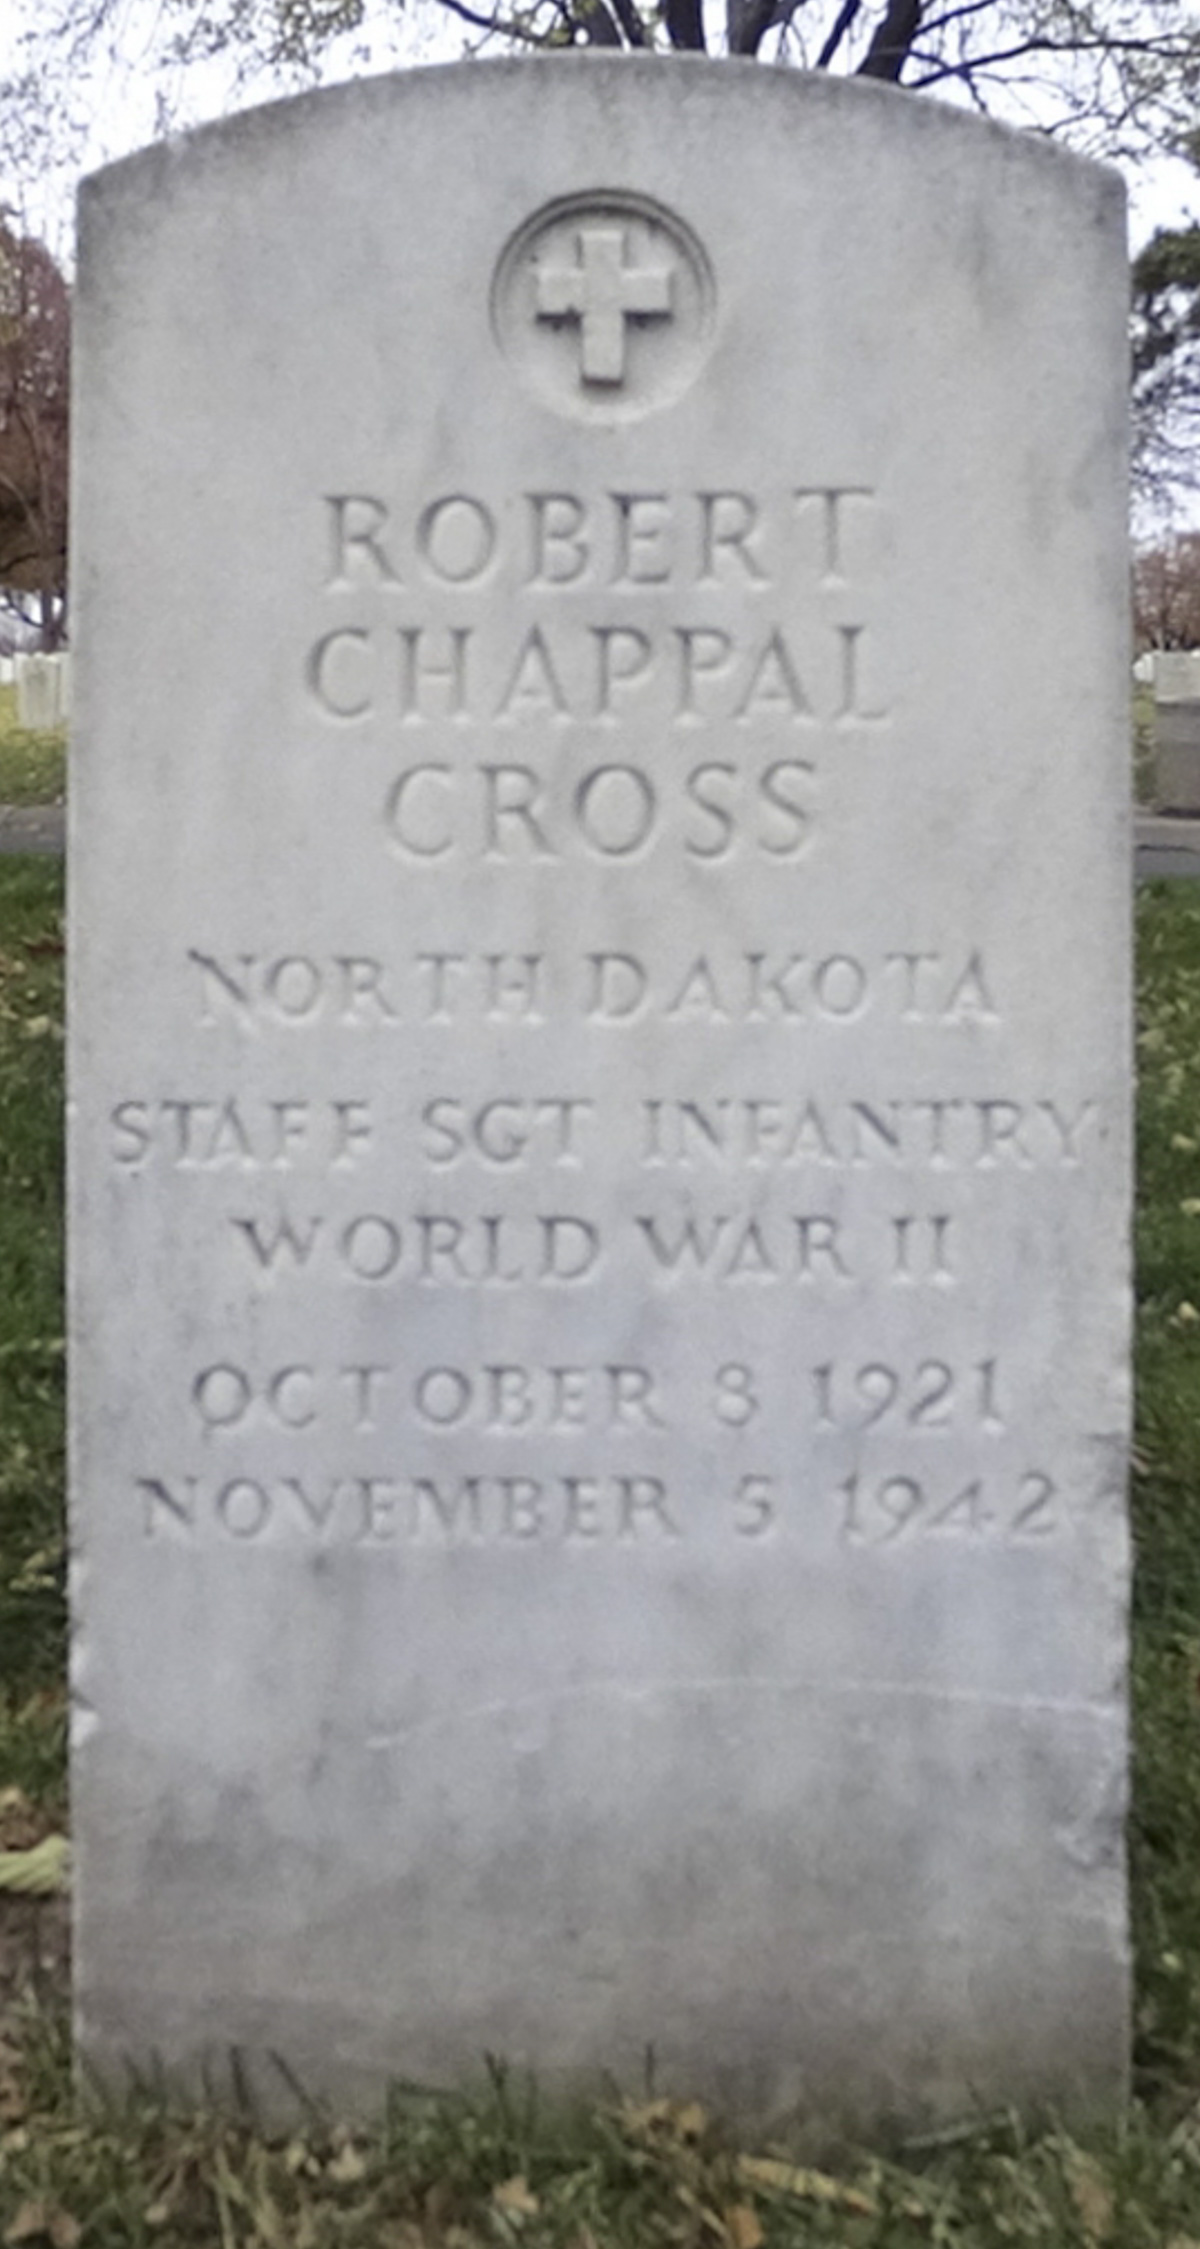 ROBERT
CHAPPAL
CROSS
NORTH DAKOTA
STAFF SGT INFANTRY
WORLD WAR II
OCTOBER 8 1921
NOVEMBER 5 1942